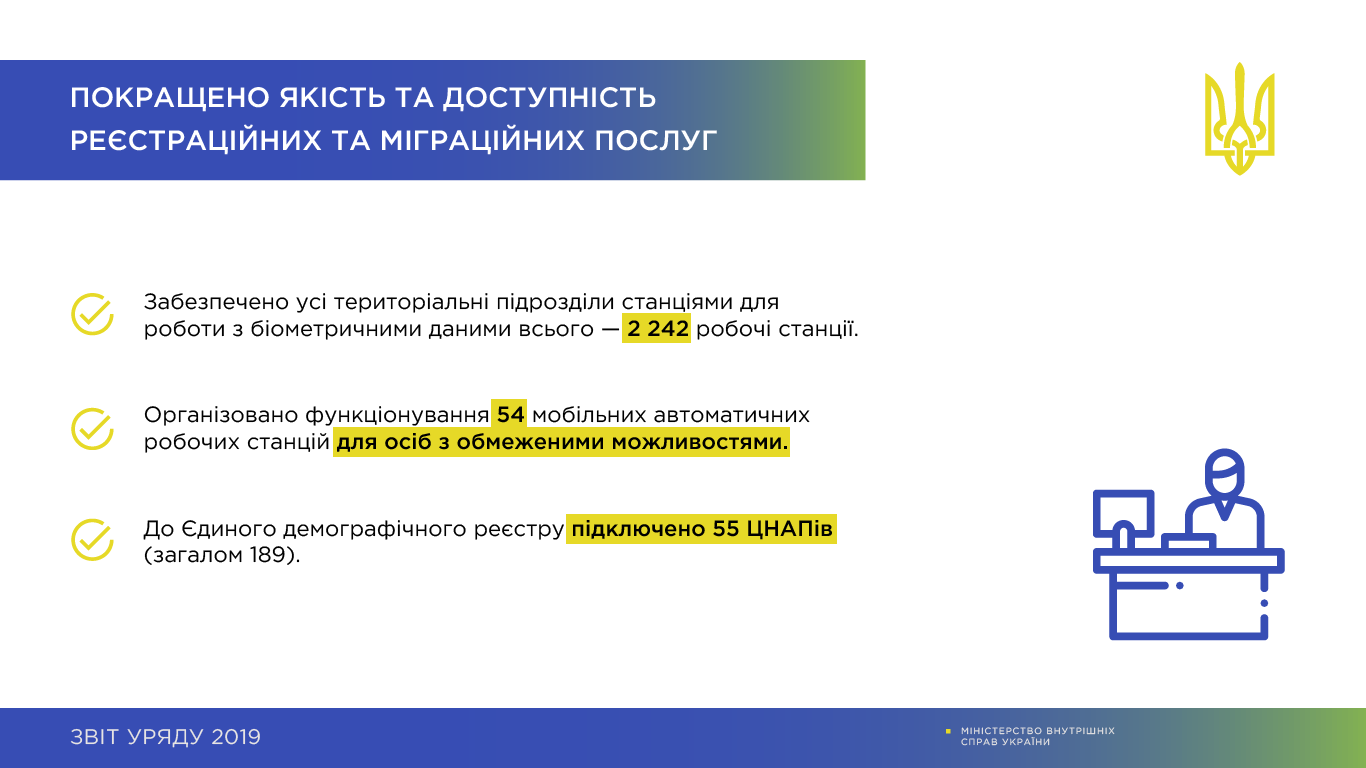 ПОКРАЩЕНО ЯКІСТЬ ТА ДОСТУПНІСТЬ
РЕЄСТРАЦІЙНИХ ТА МІГРАЦІЙНИХ ПОСЛУГ
Забезпечено усі територіальні підрозділи станціями для
роботи з біометричними даними всього — 2 242 робочі станції.
Організовано функціонування 54 мобільних автоматичних
робочих станцій для осіб з обмеженими можливостями.
До Єдиного демографічного реєстру підключено 55 ЦНАПів
(загалом 189).
ЗВІТ УРЯДУ 2019
МІНІСТЕРСТВО ВНУТРІШНІХ
СПРАВ УКРАЇНИ